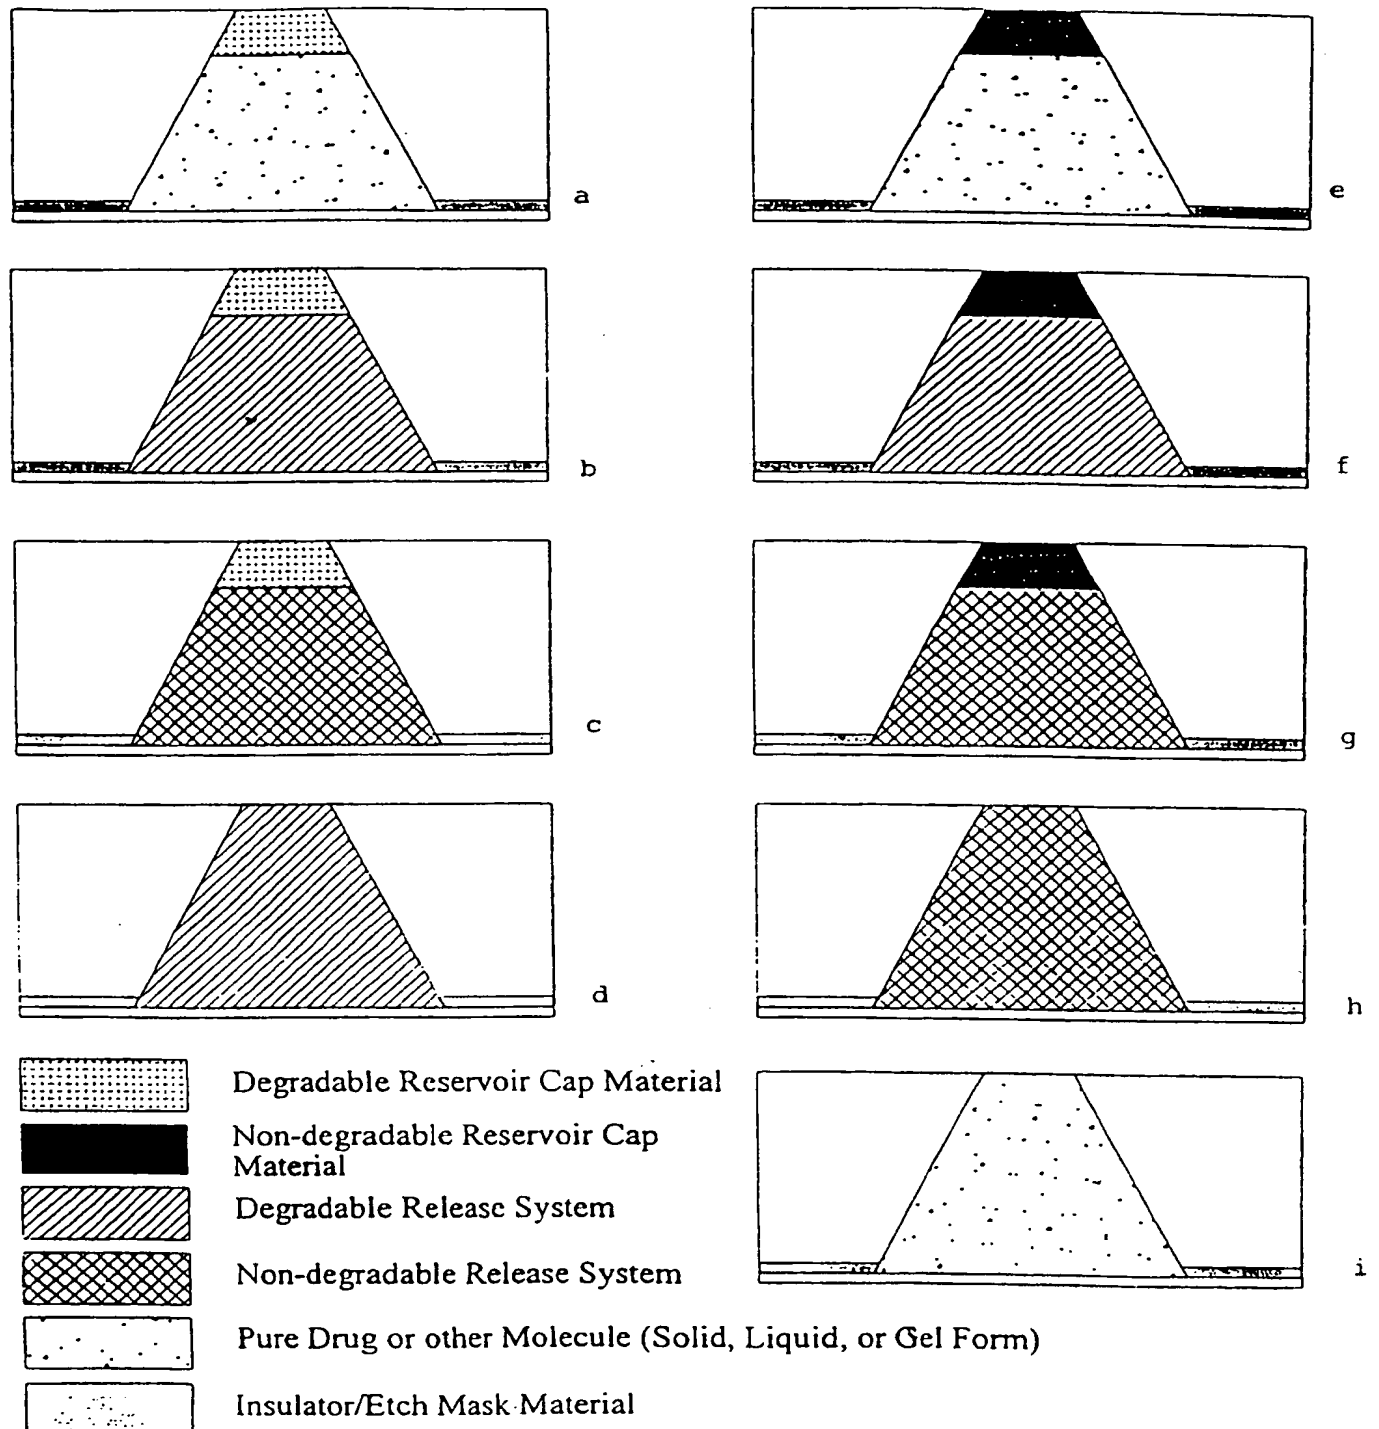 a
e
b
f
c
g
d
h
Degradable Reservoir Cap Material
Non-degradable Reservoir Cap
Material
Degradable Release System
Non-degradable Release System
i
Pure Drug or other Molecule (Solid, Liquid, or Gel Form)
Insulator/Etch Mask Material